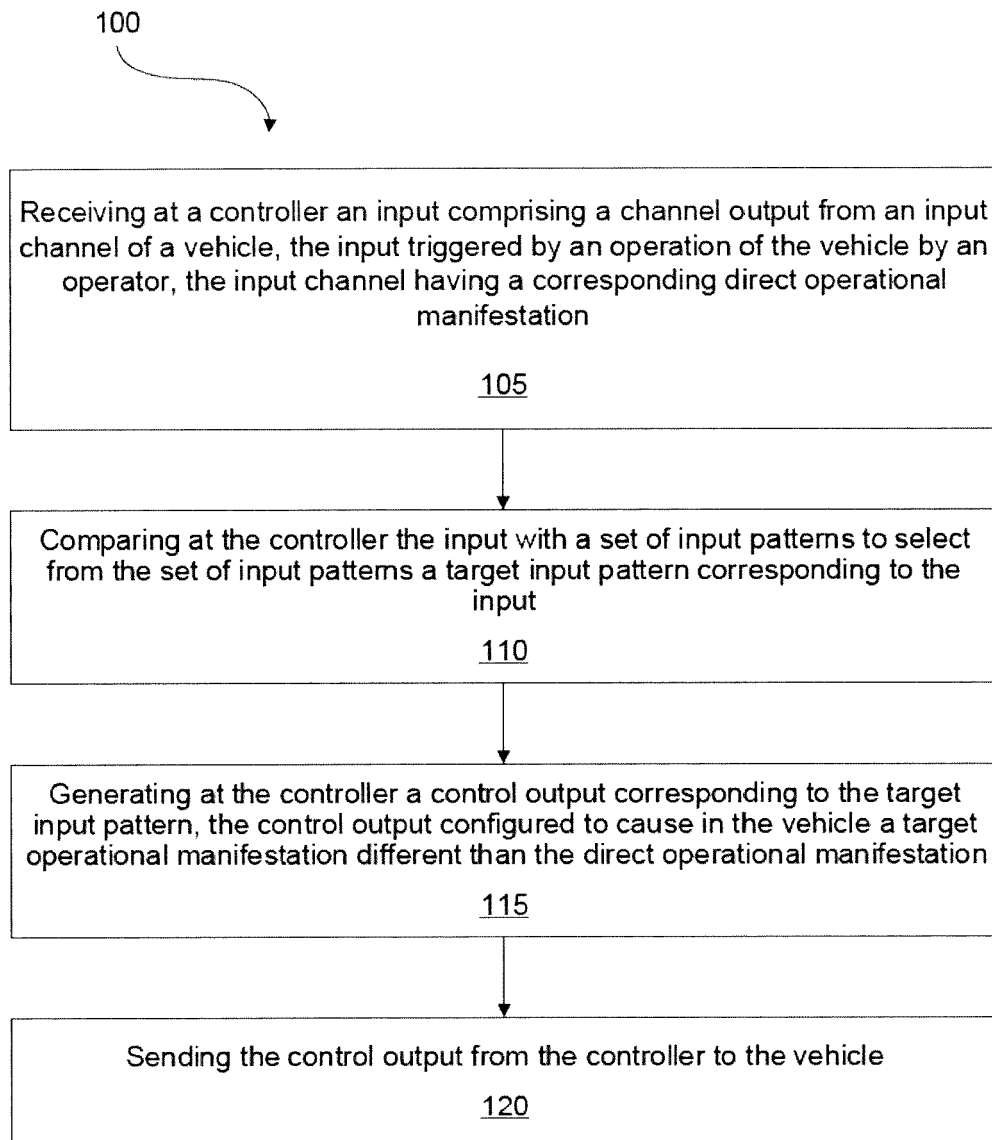 100
Receiving at a controller an input comprising a channel output from an input
channel of a vehicle, the input triggered by an operation of the vehicle by an
operator, the input channel having a corresponding direct operational
manifestation
105
Comparing at the controller the input with a set of input patterns to select
from the set of input patterns a target input pattern corresponding to the
input
110
Generating at the controller a control output corresponding to the target
input pattern, the control output configured to cause in the vehicle a target
operational manifestation different than the direct operational manifestation
115
Sending the control output from the controller to the vehicle
120